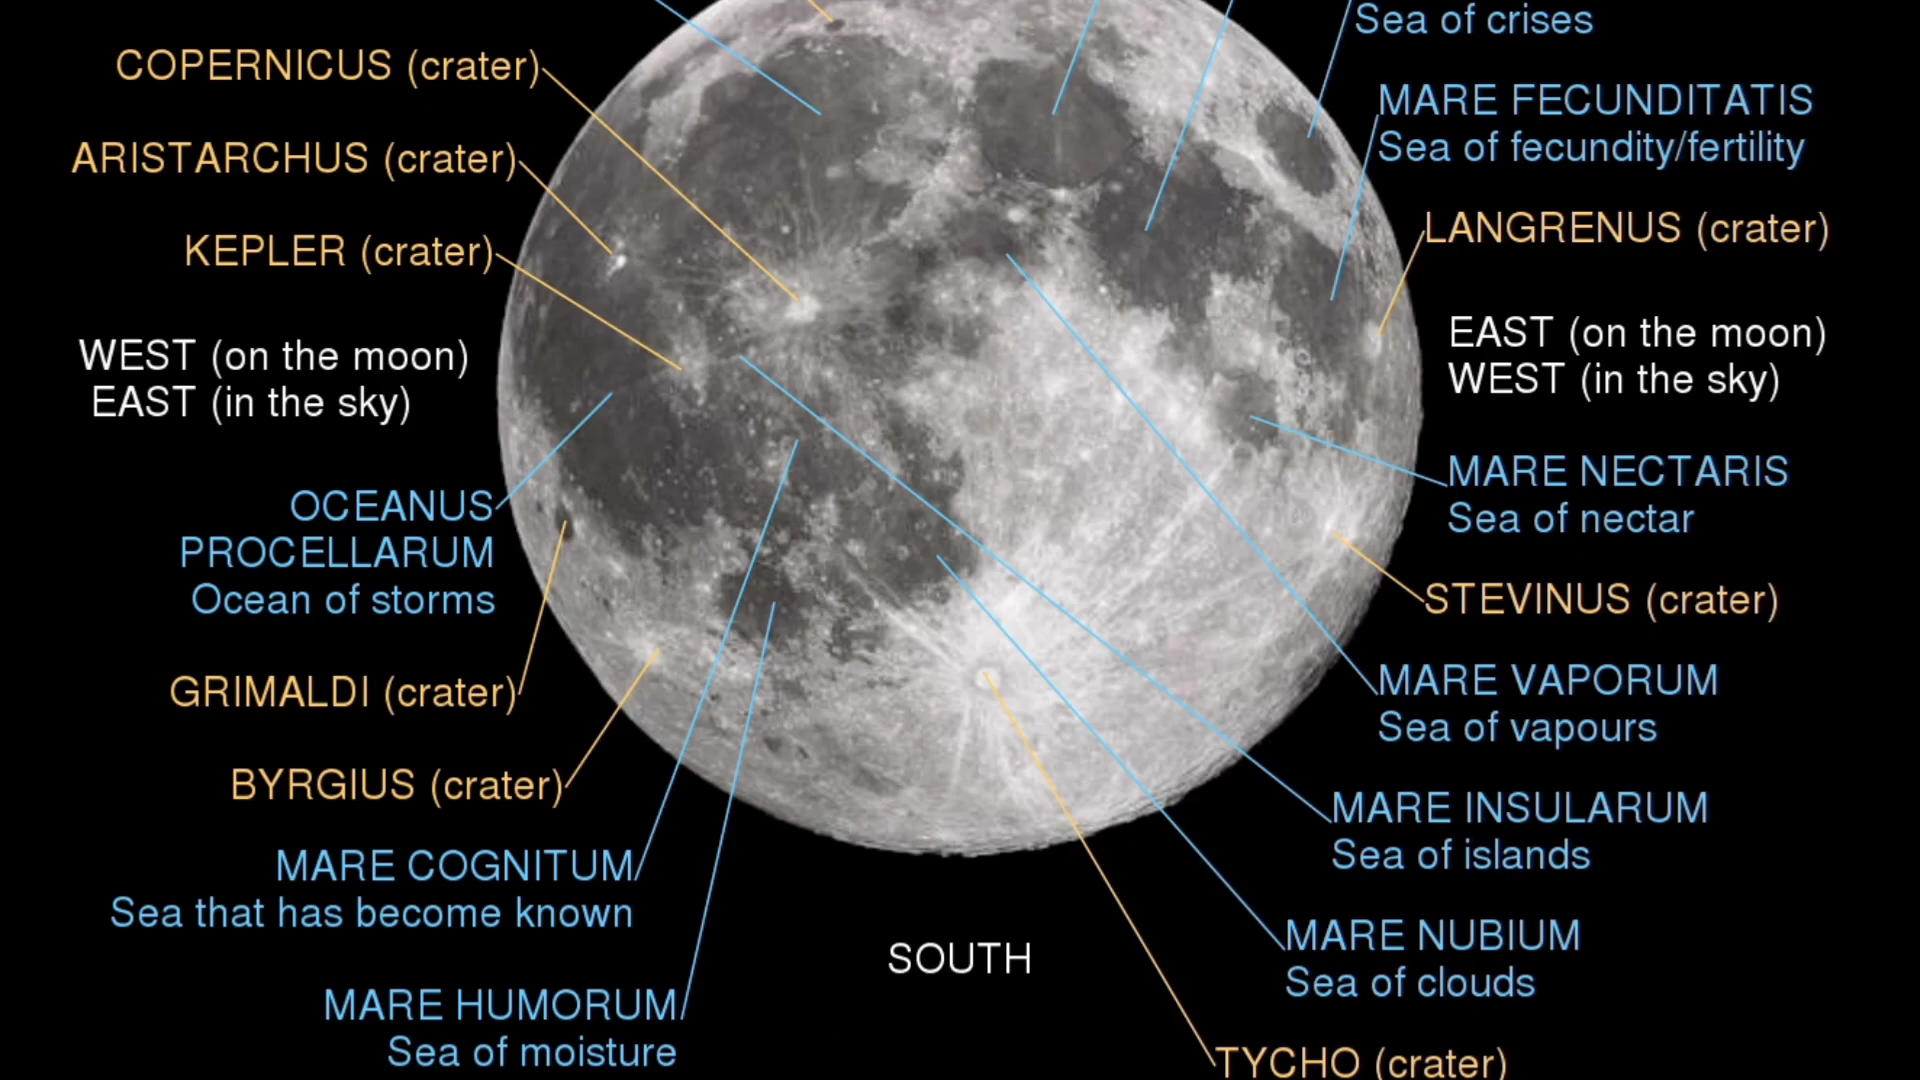 Sea of crises
COPERNICUS (crater)
MARE FECUNDITATIS
Sea of fecundity/fertility
ARISTARCHUS (crater)
LANGRENUS (crater)
KEPLER (crater)
EAST (on the moon)
WEST (in the sky)
WEST (on the moon)
EAST (in the sky)
MARE NECTARIS
Sea of nectar
OCEANUS
PROCELLARUM
Ocean of storms
STEVINUS (crater)
GRIMALDI (crater)
MARE VAPORUM
Sea of vapours
BYRGIUS (crater)
MARE INSULARUM
Sea of islands
MARE COGNITUM
Sea that has become known
MARE NUBIUM
Sea of clouds
SOUTH
MARE HUMORUM
Sea of moisture
TYCHO (crater)